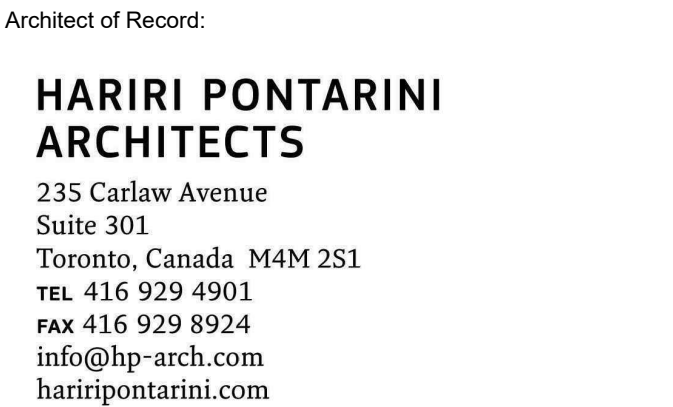 Architect of Record:
HARIRI PONTARINI
ARCHITECTS
235 Carlaw Avenue
Suite 301
Toronto, Canada  M4M 2S1
TEL 416 929 4901
FAX 416 929 8924
info@hp-arch.com
hariripontarini.com